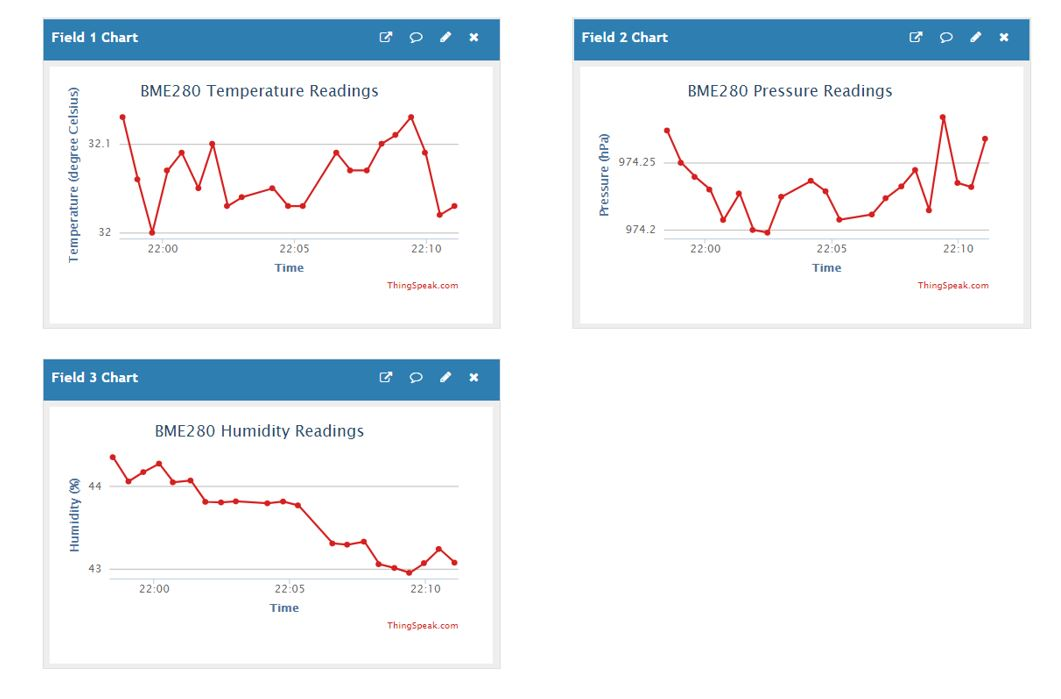 Field 1 Chart
BME280 Temperature Readings
Temperature (degree Celsius)
32.1
32
22:00 22:05 22:10
Time
ThingSpeak.com
Field 2 Chart
BME280 Pressure Readings
Pressure (hPa)
974.25
974.2
22:00 22:05 22:10
Time
ThingSpeak.com
Field 3 Chart
BME280 Humidity Readings
Humidity (%)
44
43
22:00 22:05 22:10
Time
ThingSpeak.com